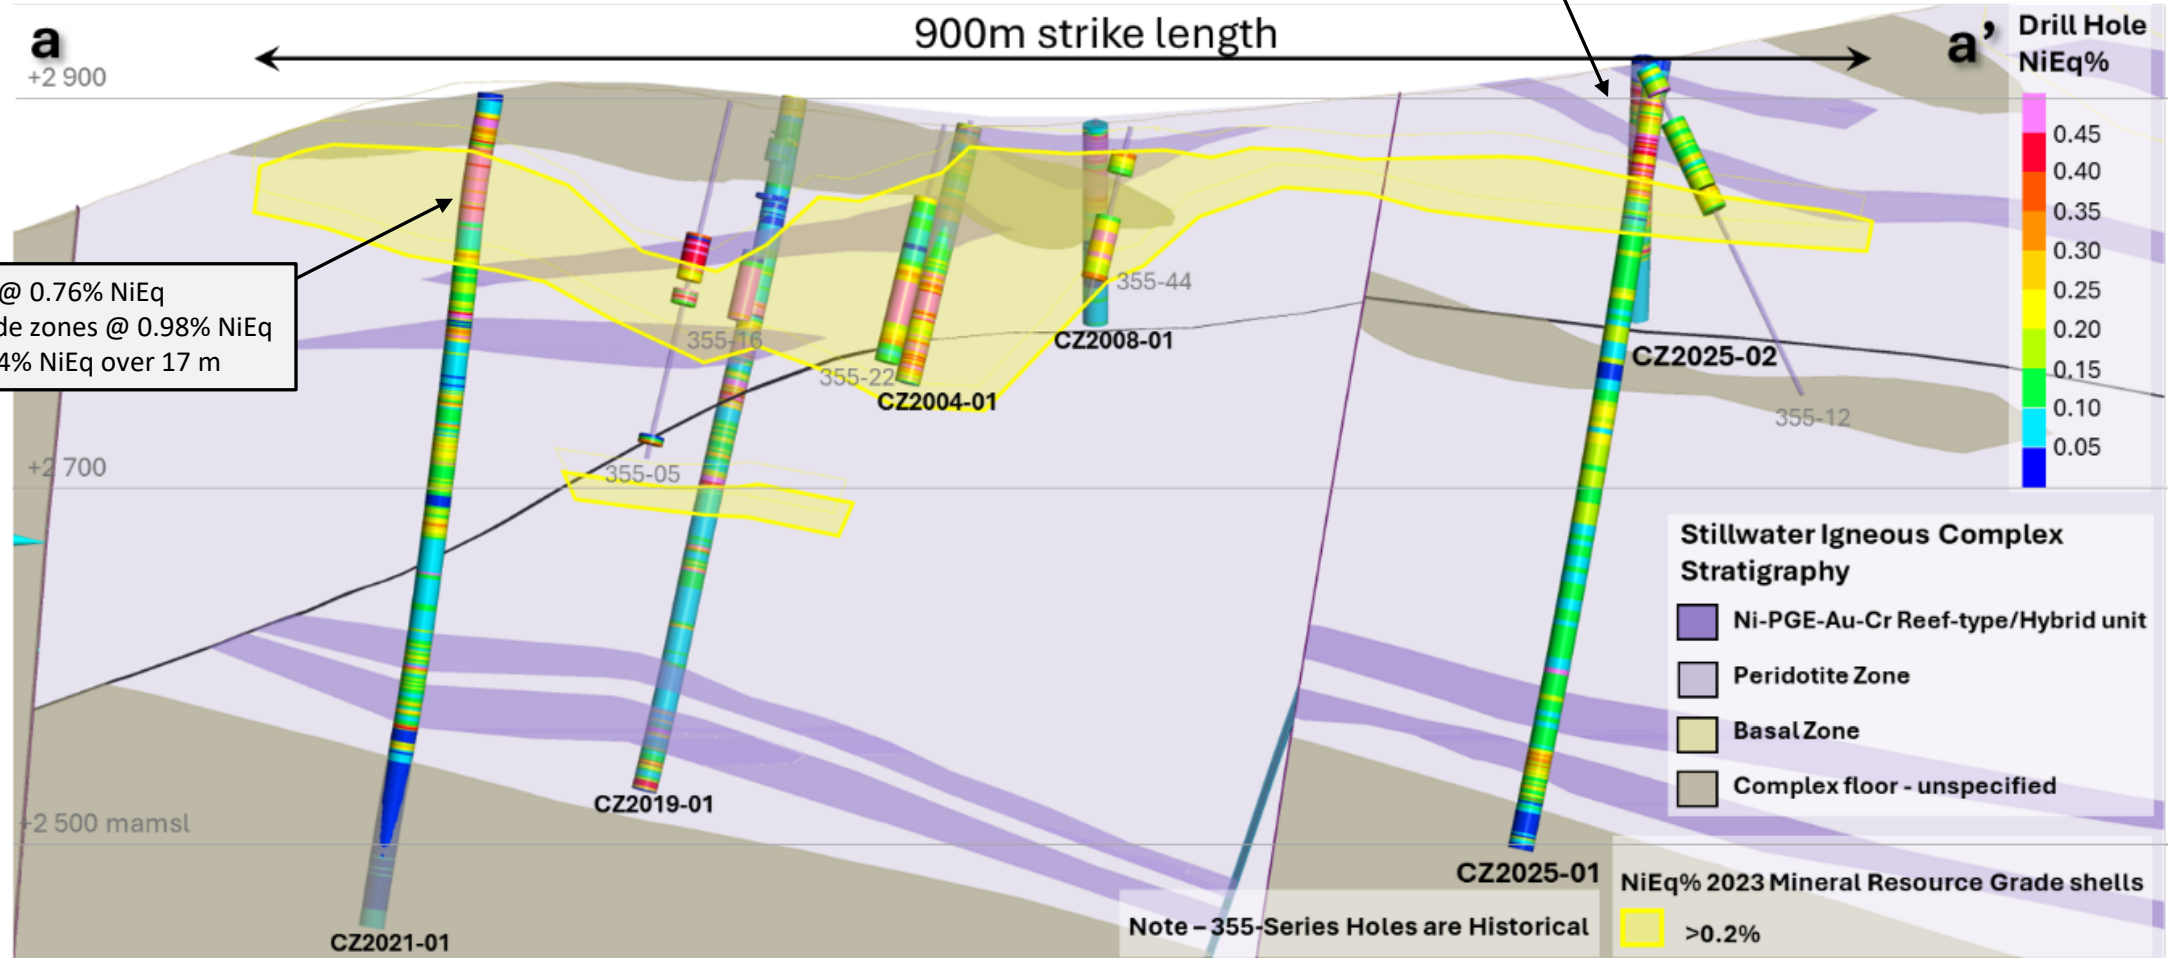 a
900m strike length
a’
Drill Hole
NiEq%
+2 900
0.45
0.40
0.35
0.30
0.25
0.20
0.15
0.10
0.05
@ 0.76% NiEq
zones @ 0.98% NiEq
NiEq over 17 m
355-44
355-16
CZ2008-01
CZ2025-02
355-22
CZ2004-01
355-12
+2 700
355-05
Stillwater Igneous Complex
Stratigraphy
Ni-PGE-Au-Cr Reef-type/Hybrid unit
Peridotite Zone
Basal Zone
Complex floor - unspecified
CZ2019-01
+2 500 mamsl
CZ2025-01
NiEq% 2023 Mineral Resource Grade shells
>0.2%
Note – 355-Series Holes are Historical
CZ2021-01